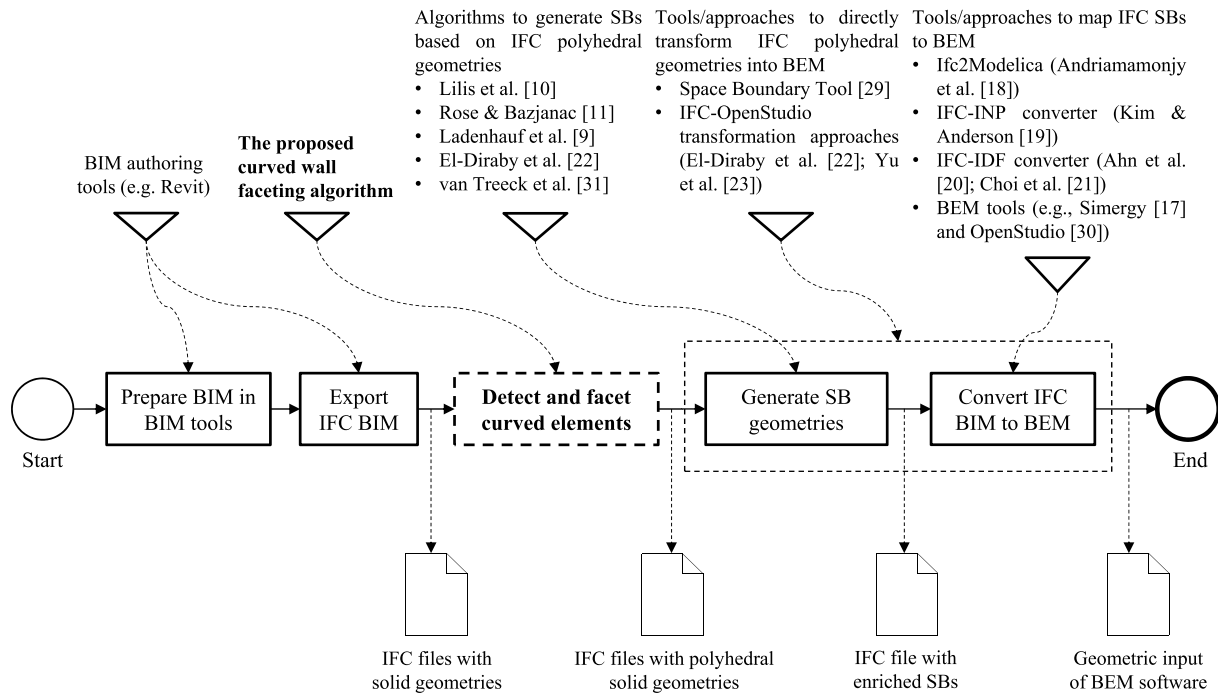 Algorithms to generate SBs
based on IFC polyhedral
geometries
• Lilis et al. [10]
• Rose & Bazjanac [11]
• Ladenhauf et al. [9]
• El-Diraby et al. [22]
• van Treeck et al. [31]
Tools/approaches to directly
transform IFC polyhedral
geometries into BEM
• Space Boundary Tool [29]
• IFC-OpenStudio
transformation approaches
(El-Diraby et al. [22]; Yu
et al. [23])
Tools/approaches to map IFC SBs
to BEM
• Ifc2Modelica (Andriamamonjy
et al. [18])
• IFC-INP converter (Kim &
Anderson [19])
• IFC-IDF converter (Ahn et al.
[20]; Choi et al. [21])
• BEM tools (e.g., Simergy [17]
and OpenStudio [30])
BIM authoring
tools (e.g. Revit)
The proposed
curved wall
faceting algorithm
Start
Prepare BIM in
BIM tools
Export
IFC BIM
Detect and facet
curved elements
Generate SB
geometries
Convert IFC
BIM to BEM
End
IFC files with
solid geometries
IFC files with polyhedral
solid geometries
IFC file with
enriched SBs
Geometric input
of BEM software